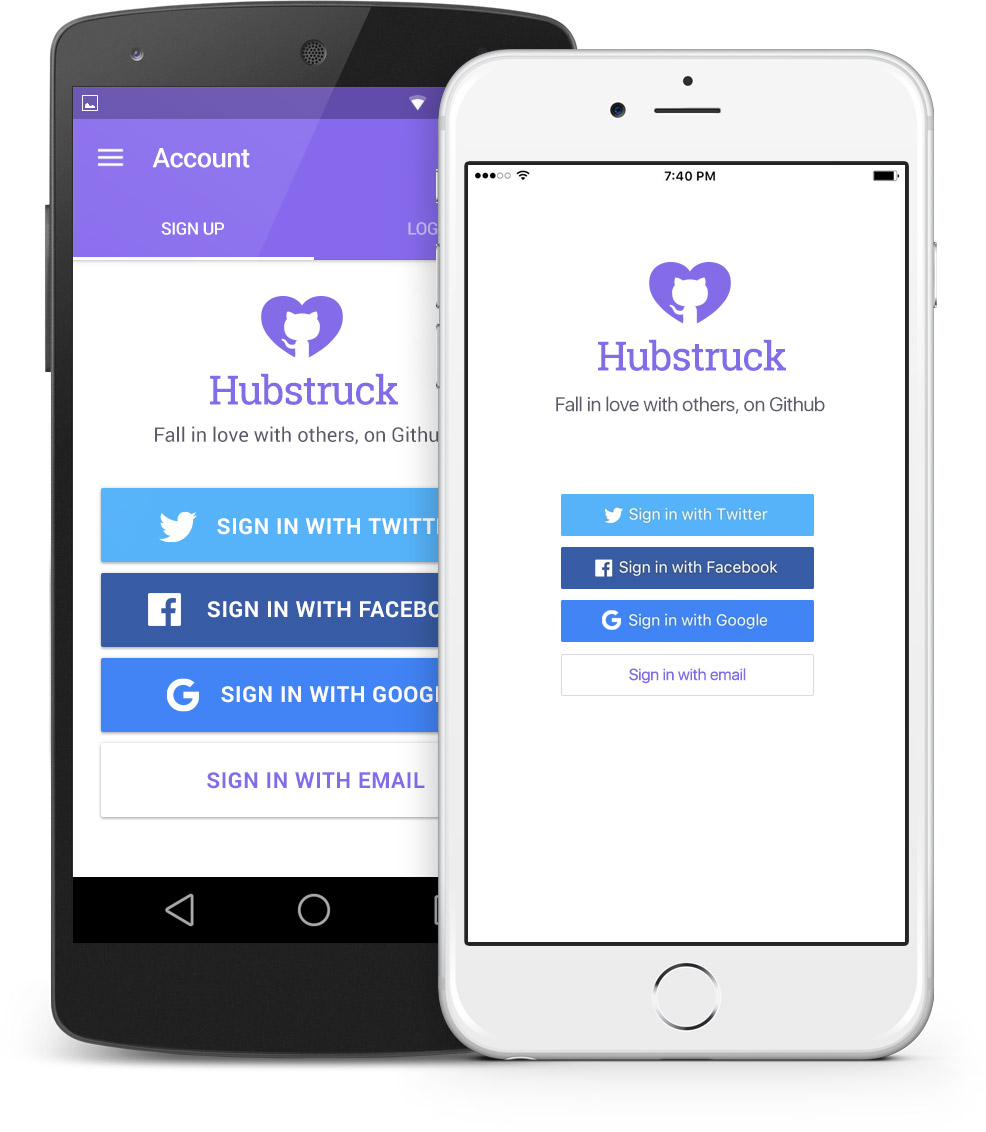 Account
SIGN UP
LOG
Hubstruck
Fall in love with others, on Githu
SIGN IN WITH TWITT
SIGN IN WITH FACEBO
SIGN IN WITH GOOG
SIGN IN WITH EMAIL
7:40 PM
Hubstruck
Fall in love with others, on Github
Sign in with Twitter
Sign in with Facebook
Sign in with Google
Sign in with email